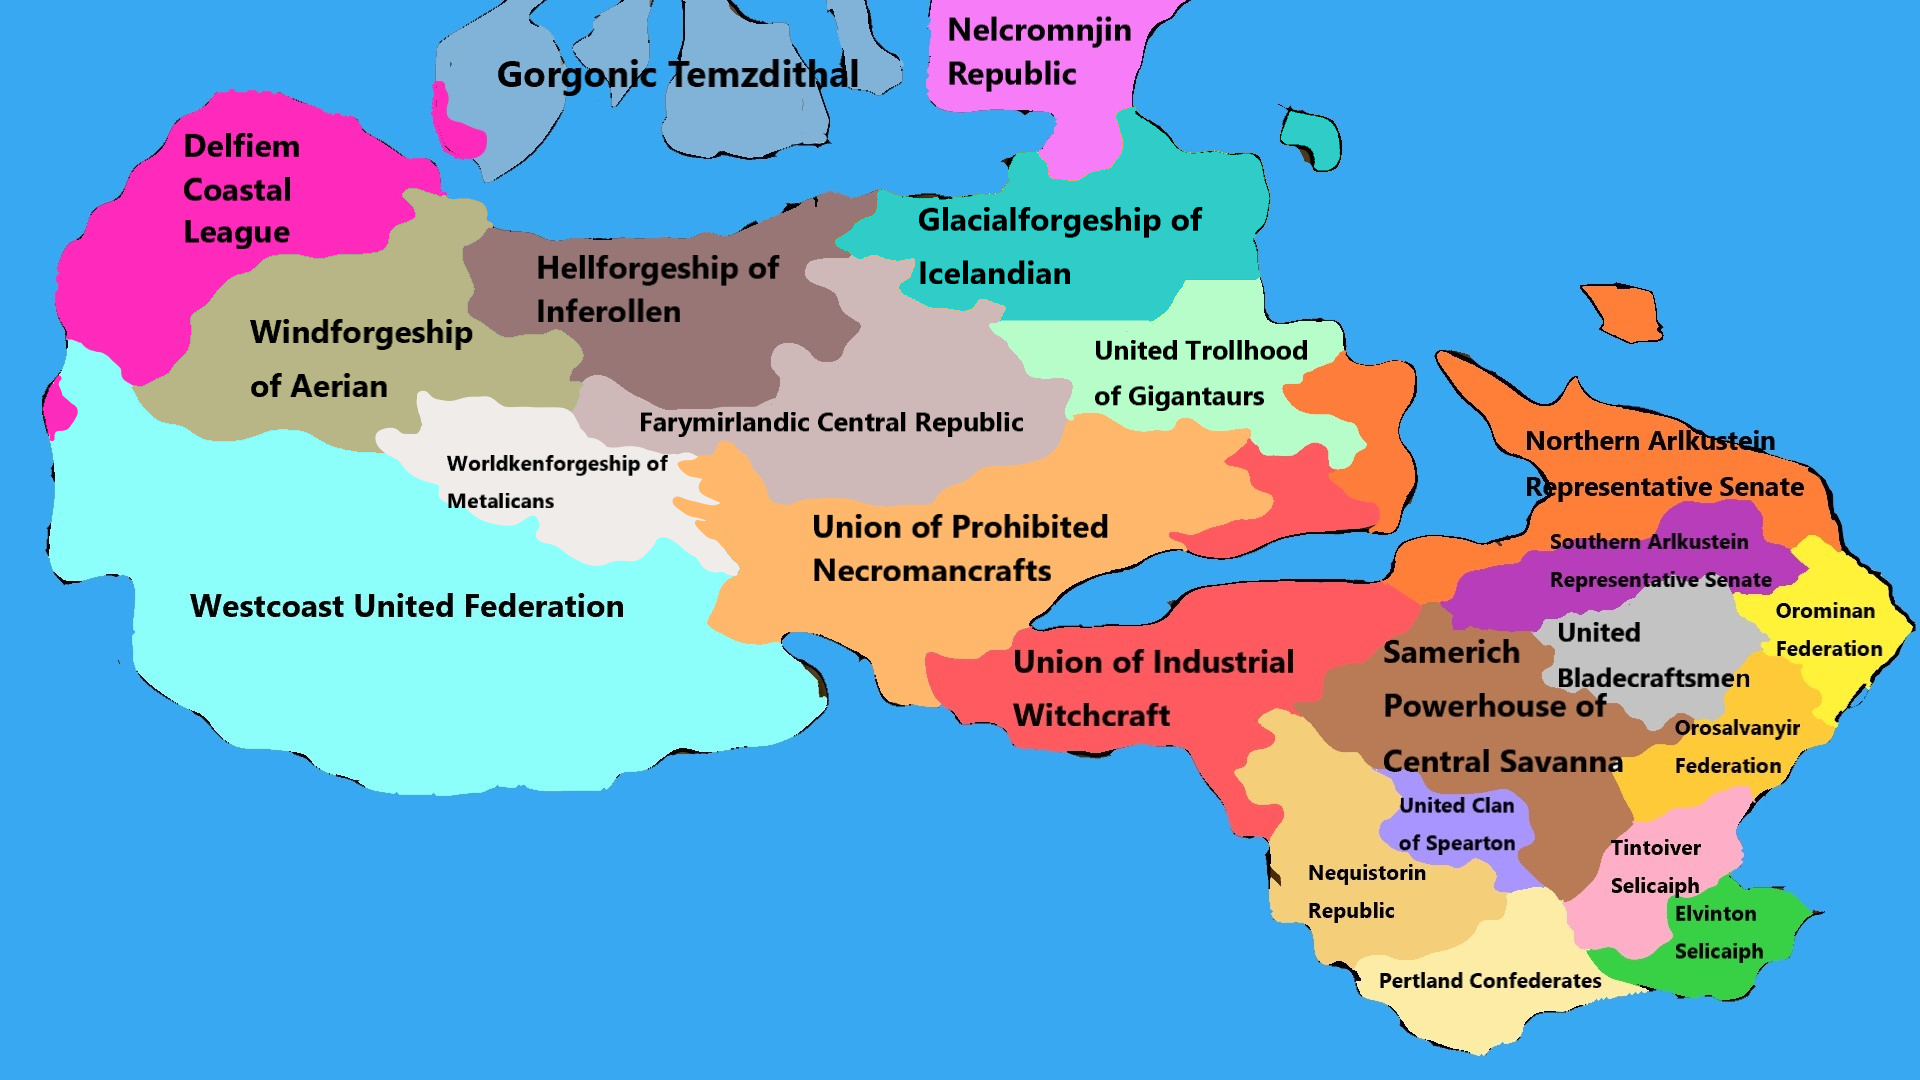 Nelcromnjin
Republic
Gorgonic Temzdithal
Delfiem
Coastal
League
Glacialforgeship of
Icelandian
Hellforgeship of
Inferollen
Windforgeship
of Aerian
United Trollhood
of Gigantaurs
Farymirlandic Central Republic
Northern Arlkustein
Representative Senate
Worldkenforgeship of
Metalicans
Union of Prohibited
Necromancrafts
Southern Arlkustein
Representative Senate
Westcoast United Federation
Orominan
Federation
United
Bladecraftsmen
Union of Industrial
Witchcraft
Samerich
Powerhouse of
Central Savanna
Orosalvanyir
Federation
United Clan
of Spearton
Tintoiver
Selicaiph
Nequistorin
Republic
Elvinton
Selicaiph
Pertland Confederates